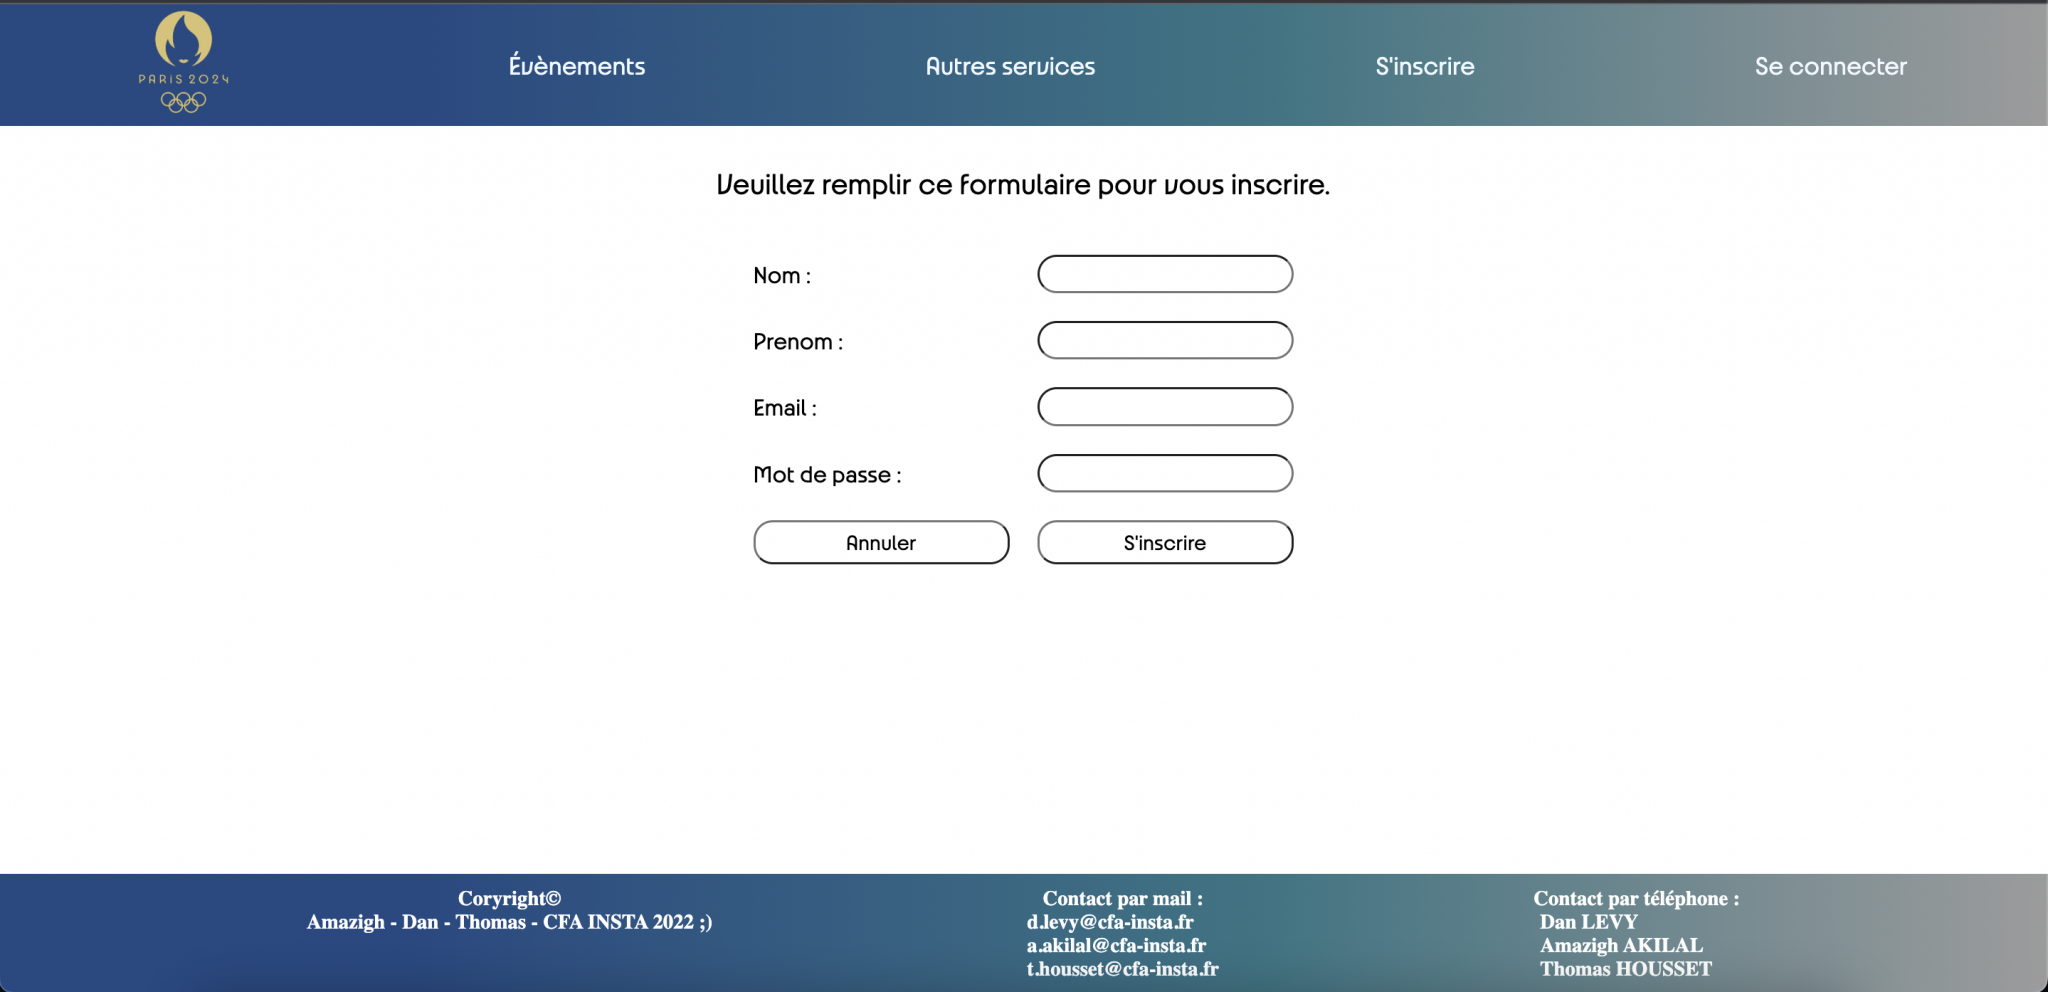 PARIS 2024
Évènements
Autres services
S'inscrire
Se connecter
Veuillez remplir ce formulaire pour vous inscrire.
Nom :
Prenom :
Email :
Mot de passe :
Annuler
S'inscrire
Coryright©
Amazigh - Dan - Thomas - CFA INSTA 2022 ;)
Contact par mail :
d.levy@cfa-insta.fr
a.akilal@cfa-insta.fr
t.housset@cfa-insta.fr
Contact par téléphone :
Dan LEVY
Amazigh AKILAL
Thomas HOUSSET